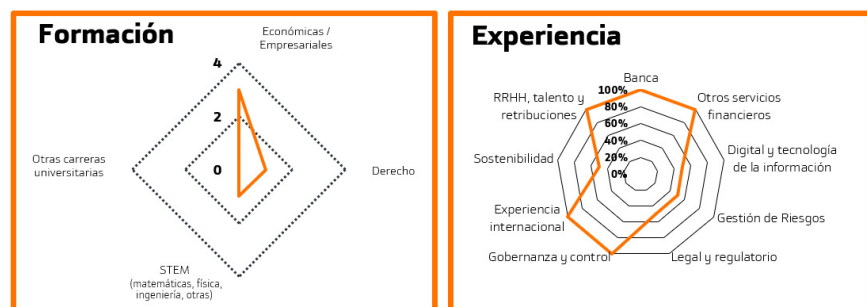 Formación
Económicas /
Empresariales
4
2
0
Otras carreras
universitarias
Derecho
STEM
(matemáticas, física,
ingeniería, otras)
Experiencia
Banca
100%
80%
60%
40%
20%
0%
RRHH, talento y
retribuciones
Otros servicios
financieros
Sostenibilidad
Digital y tecnología
de la información
Experiencia
internacional
Gestión de Riesgos
Gobernanza y control
Legal y regulatorio